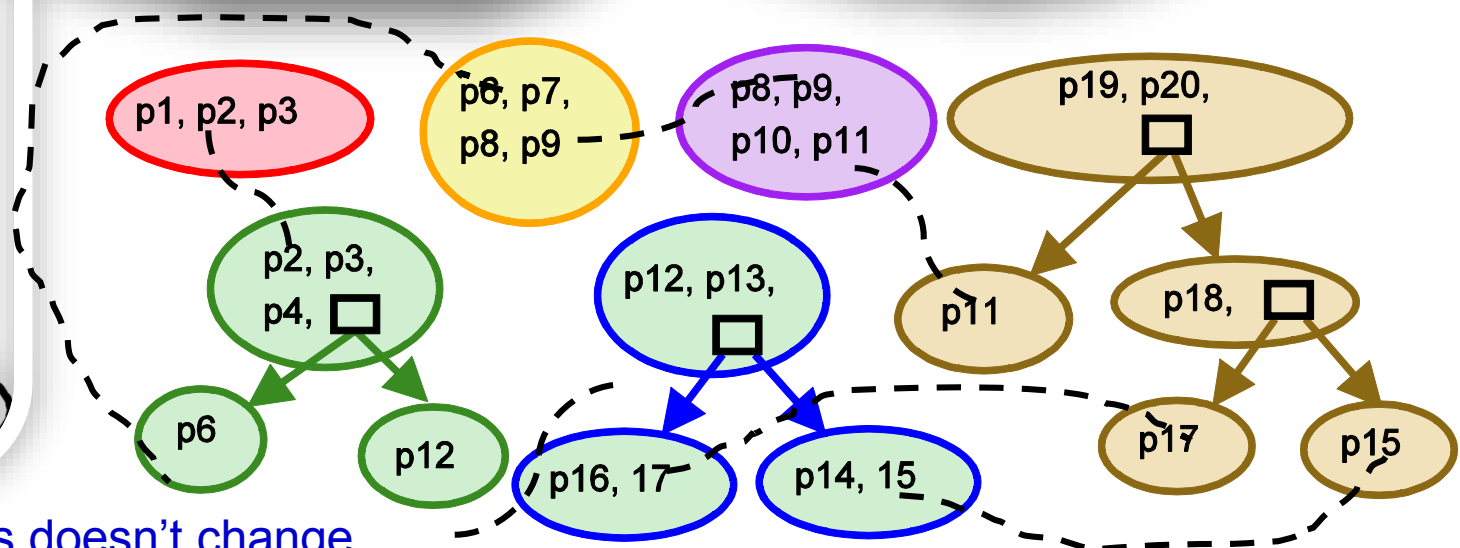 p1, p2, p3
p6, p7,
p8, p9
p8, p9,
p10, p11
p19, p20,
p2, p3,
p4,
p12, p13,
p11
p18,
p6
p12
p16, 17
p14, 15
p17
p15
s doesn't change